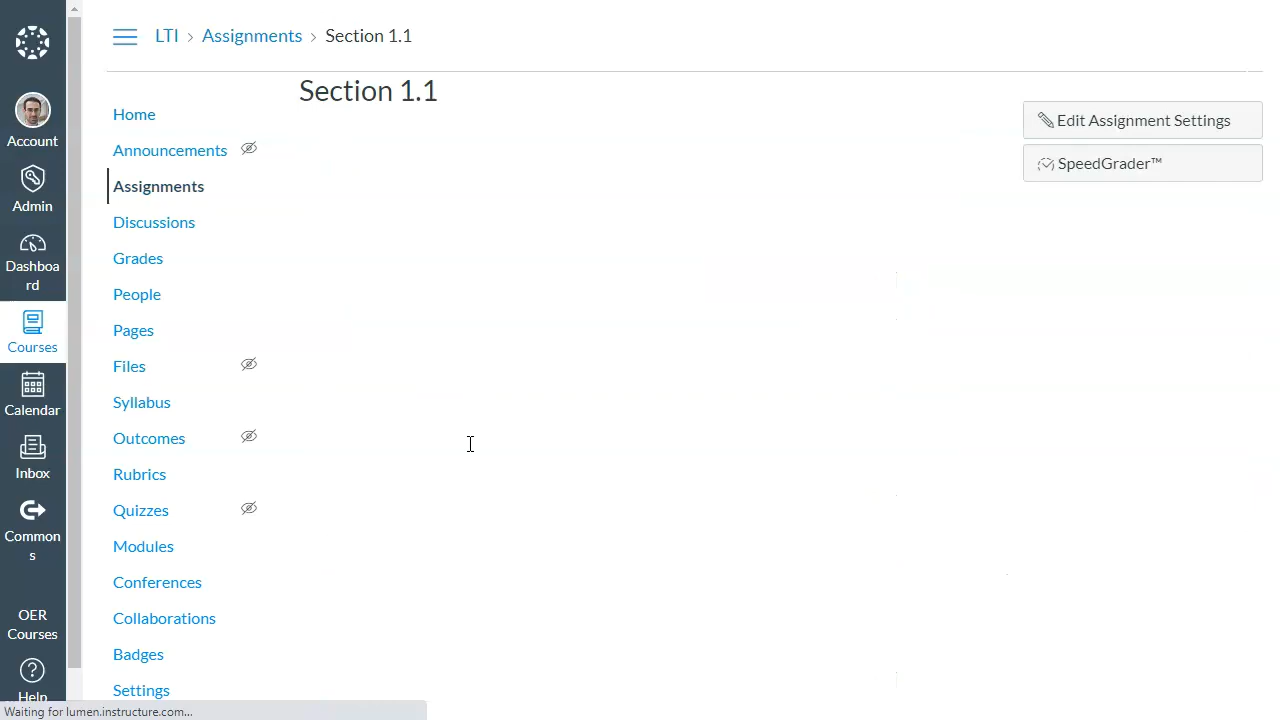 LTI > Assignments > Section 1.1
Section 1.1
Edit Assignment Settings
SpeedGrader™
Account
Admin
Dashboa
rd
Courses
Calendar
Inbox
Common
s
OER
Courses
Help
Home
Announcements
Assignments
Discussions
Grades
People
Pages
Files
Syllabus
Outcomes
Rubrics
Quizzes
Modules
Conferences
Collaborations
Badges
Settings
Waiting for lumen.instructure.com...